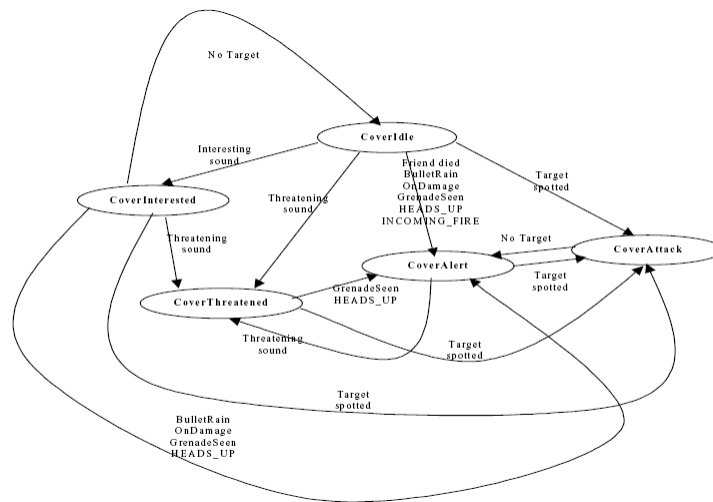 No Target
CoverIdle
Interesting
sound
Friend died
BulletRain
OnDamage
GrenadeSeen
HEADS_UP
INCOMING_FIRE
Target
spotted
CoverInterested
Threatening
sound
Threatening
sound
No Target
CoverAttack
CoverAlert
Target
spotted
CoverThreatened
GrenadeSeen
HEADS_UP
Threatening
sound
Target
spotted
Target
spotted
BulletRain
OnDamage
GrenadeSeen
HEADS_UP